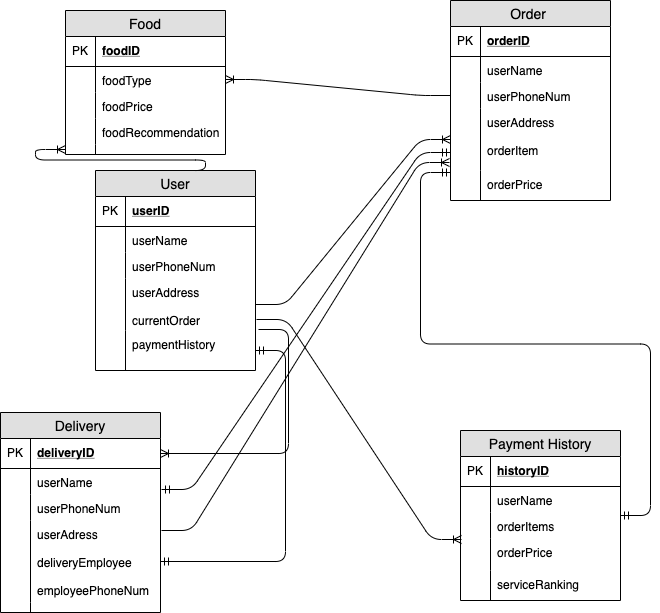 Food
PK foodID
foodType
foodPrice
foodRecommendation
Order
PK orderID
userName
userPhoneNum
userAddress
orderItem
orderPrice
User
PK userID
userName
userPhoneNum
userAddress
currentOrder
paymentHistory
Delivery
PK deliveryID
userName
userPhoneNum
userAdress
deliveryEmployee
employeePhoneNum
Payment History
PK historyID
userName
orderItems
orderPrice
serviceRanking